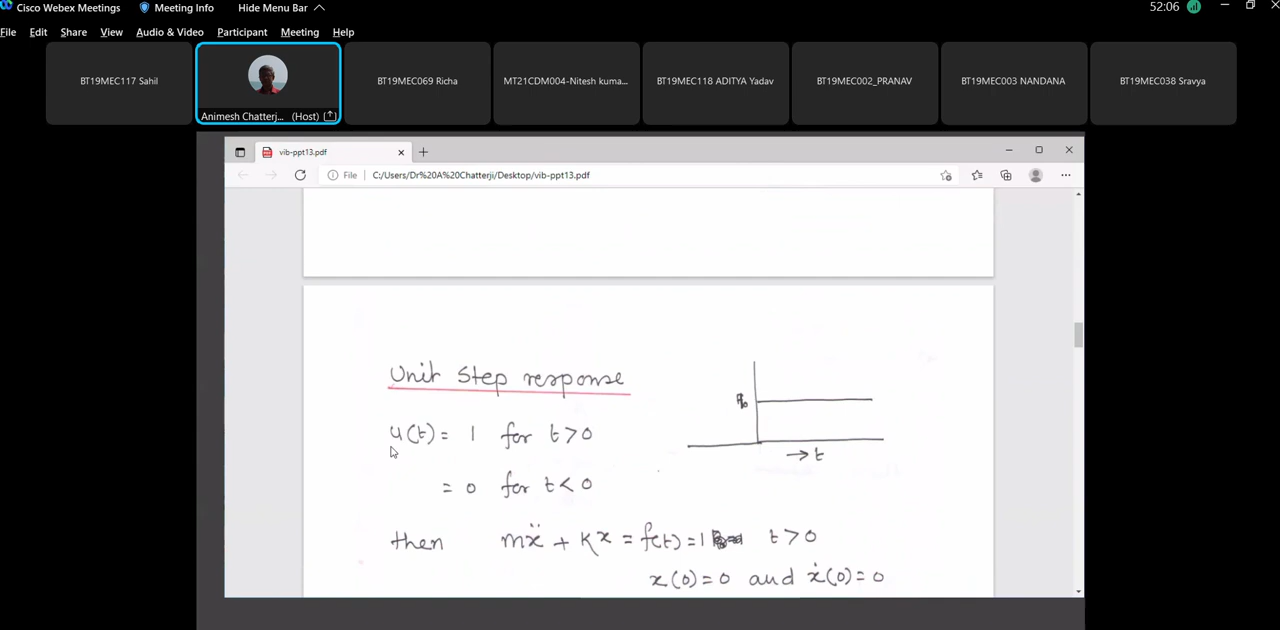 Cisco Webex Meetings Meeting Info Hide Menu Bar 52:06
File Edit Share View Audio & Video Participant Meeting Help
BT19MEC117 Sahil
Animesh Chatterj... (Host)
BT19MEC069 Richa
MT21CDM004-Nitesh kuma...
BT19MEC118 ADITYA Yadav
BT19MEC002_PRANAV
BT19MEC003 NANDANA
BT19MEC038 Sravya
vib-ppt13.pdf
File C:/Users/Dr%20A%20Chatterji/Desktop/vib-ppt13.pdf
Unit Step response
u(t) = 1 for t > 0
= 0 for t < 0
→ t
then mẍ + Kx = f(t) = 1 t > 0
x(0) = 0 and ẋ(0) = 0